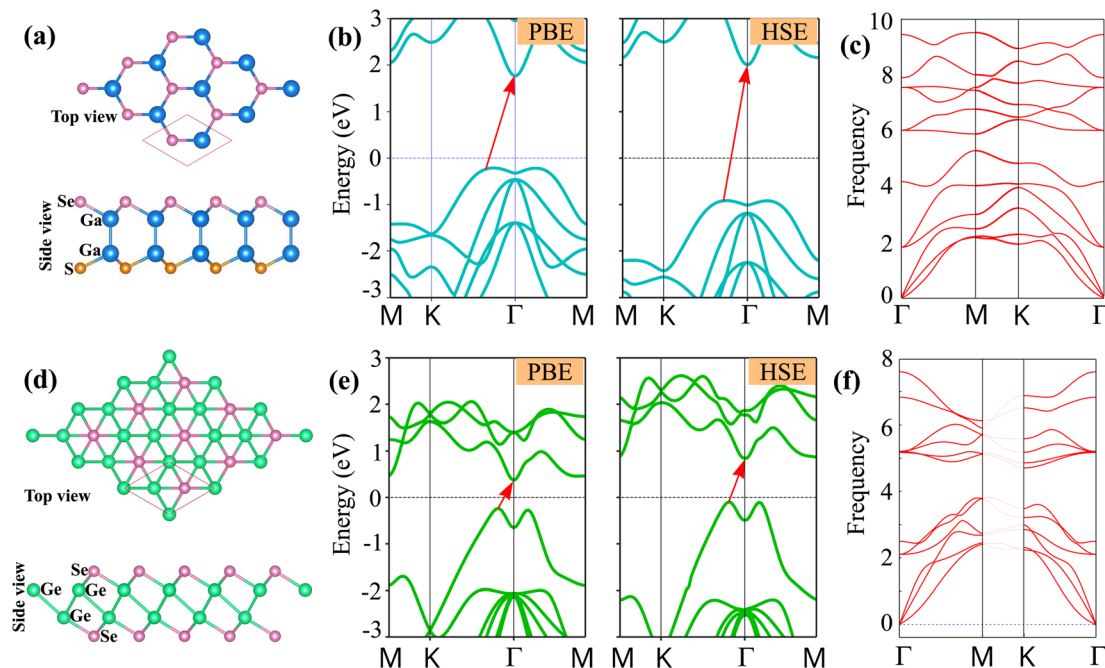 (a)
Top view
Side view
Se
Ga
Ga
S
(b)
PBE
HSE
Energy (eV)
3
2
1
0
-1
-2
-3
M K Γ M
M K Γ M
(c)
Frequency
10
8
6
4
2
0
Γ M K Γ
(d)
Top view
Side view
Se
Ge Ge
Ge
Se
(e)
PBE
HSE
Energy (eV)
3
2
1
0
-1
-2
-3
M K Γ M
M K Γ M
(f)
Frequency
8
6
4
2
0
Γ M K Γ